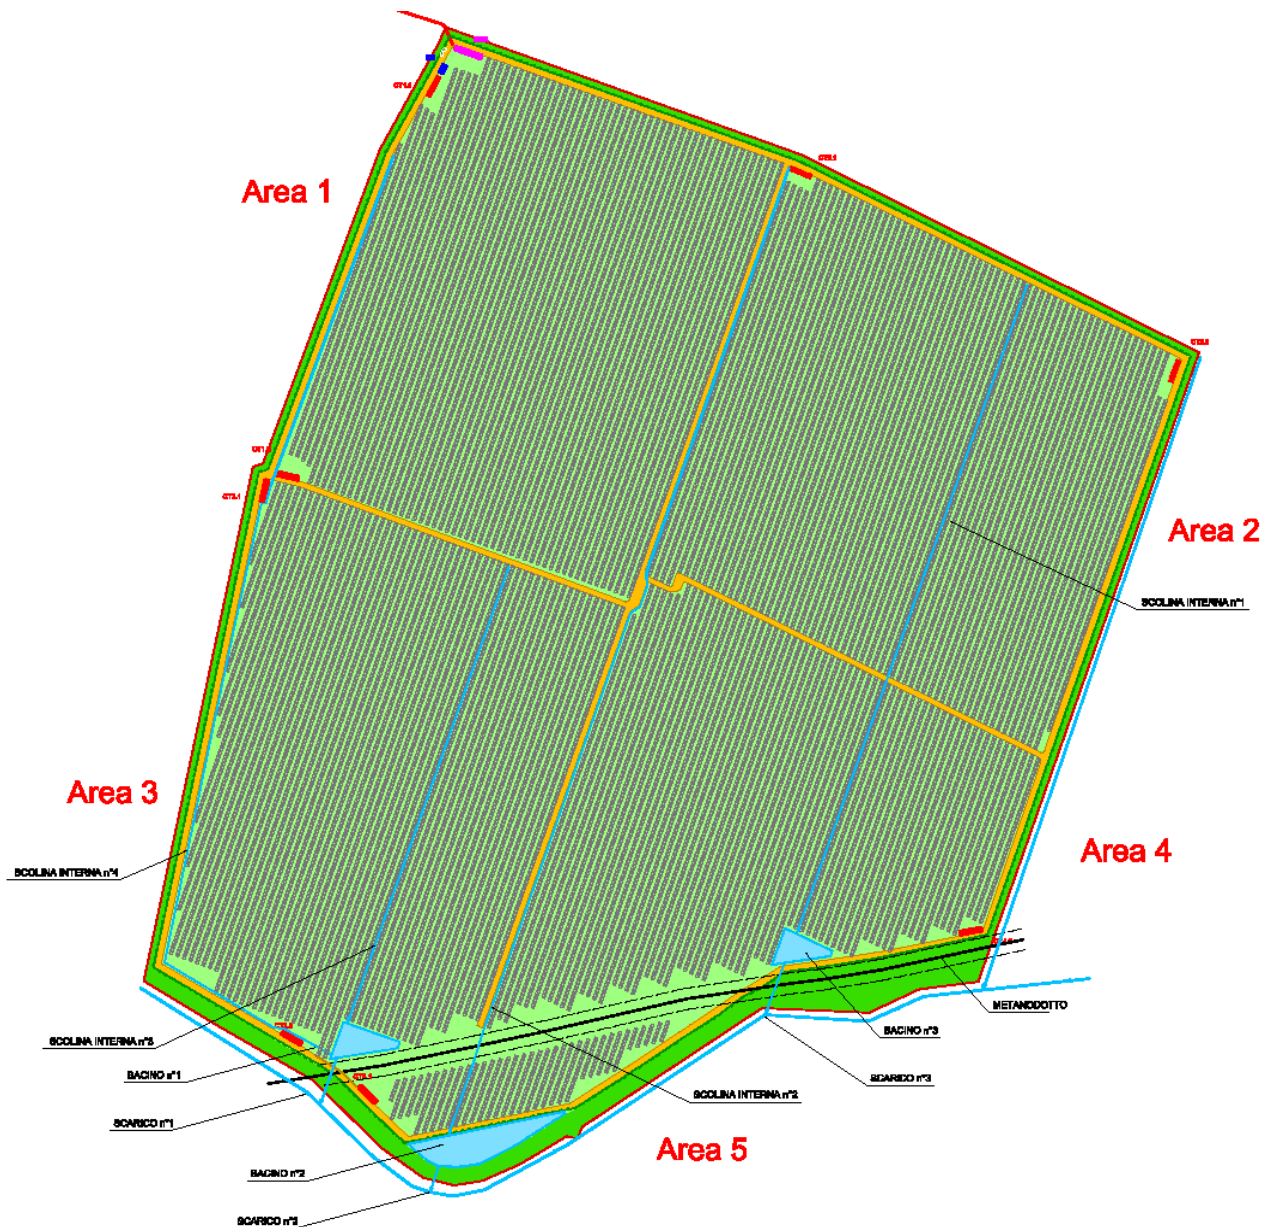 Area 1
Area 2
SCOLINA INTERNA n°1
Area 3
Area 4
SCOLINA INTERNA n°4
METANODOTTO
BACINO n°3
SCOLINA INTERNA n°3
BACINO n°1
SCARICO n°3
SCOLINA INTERNA n°2
SCARICO n°1
Area 5
BACINO n°2
SCARICO n°2